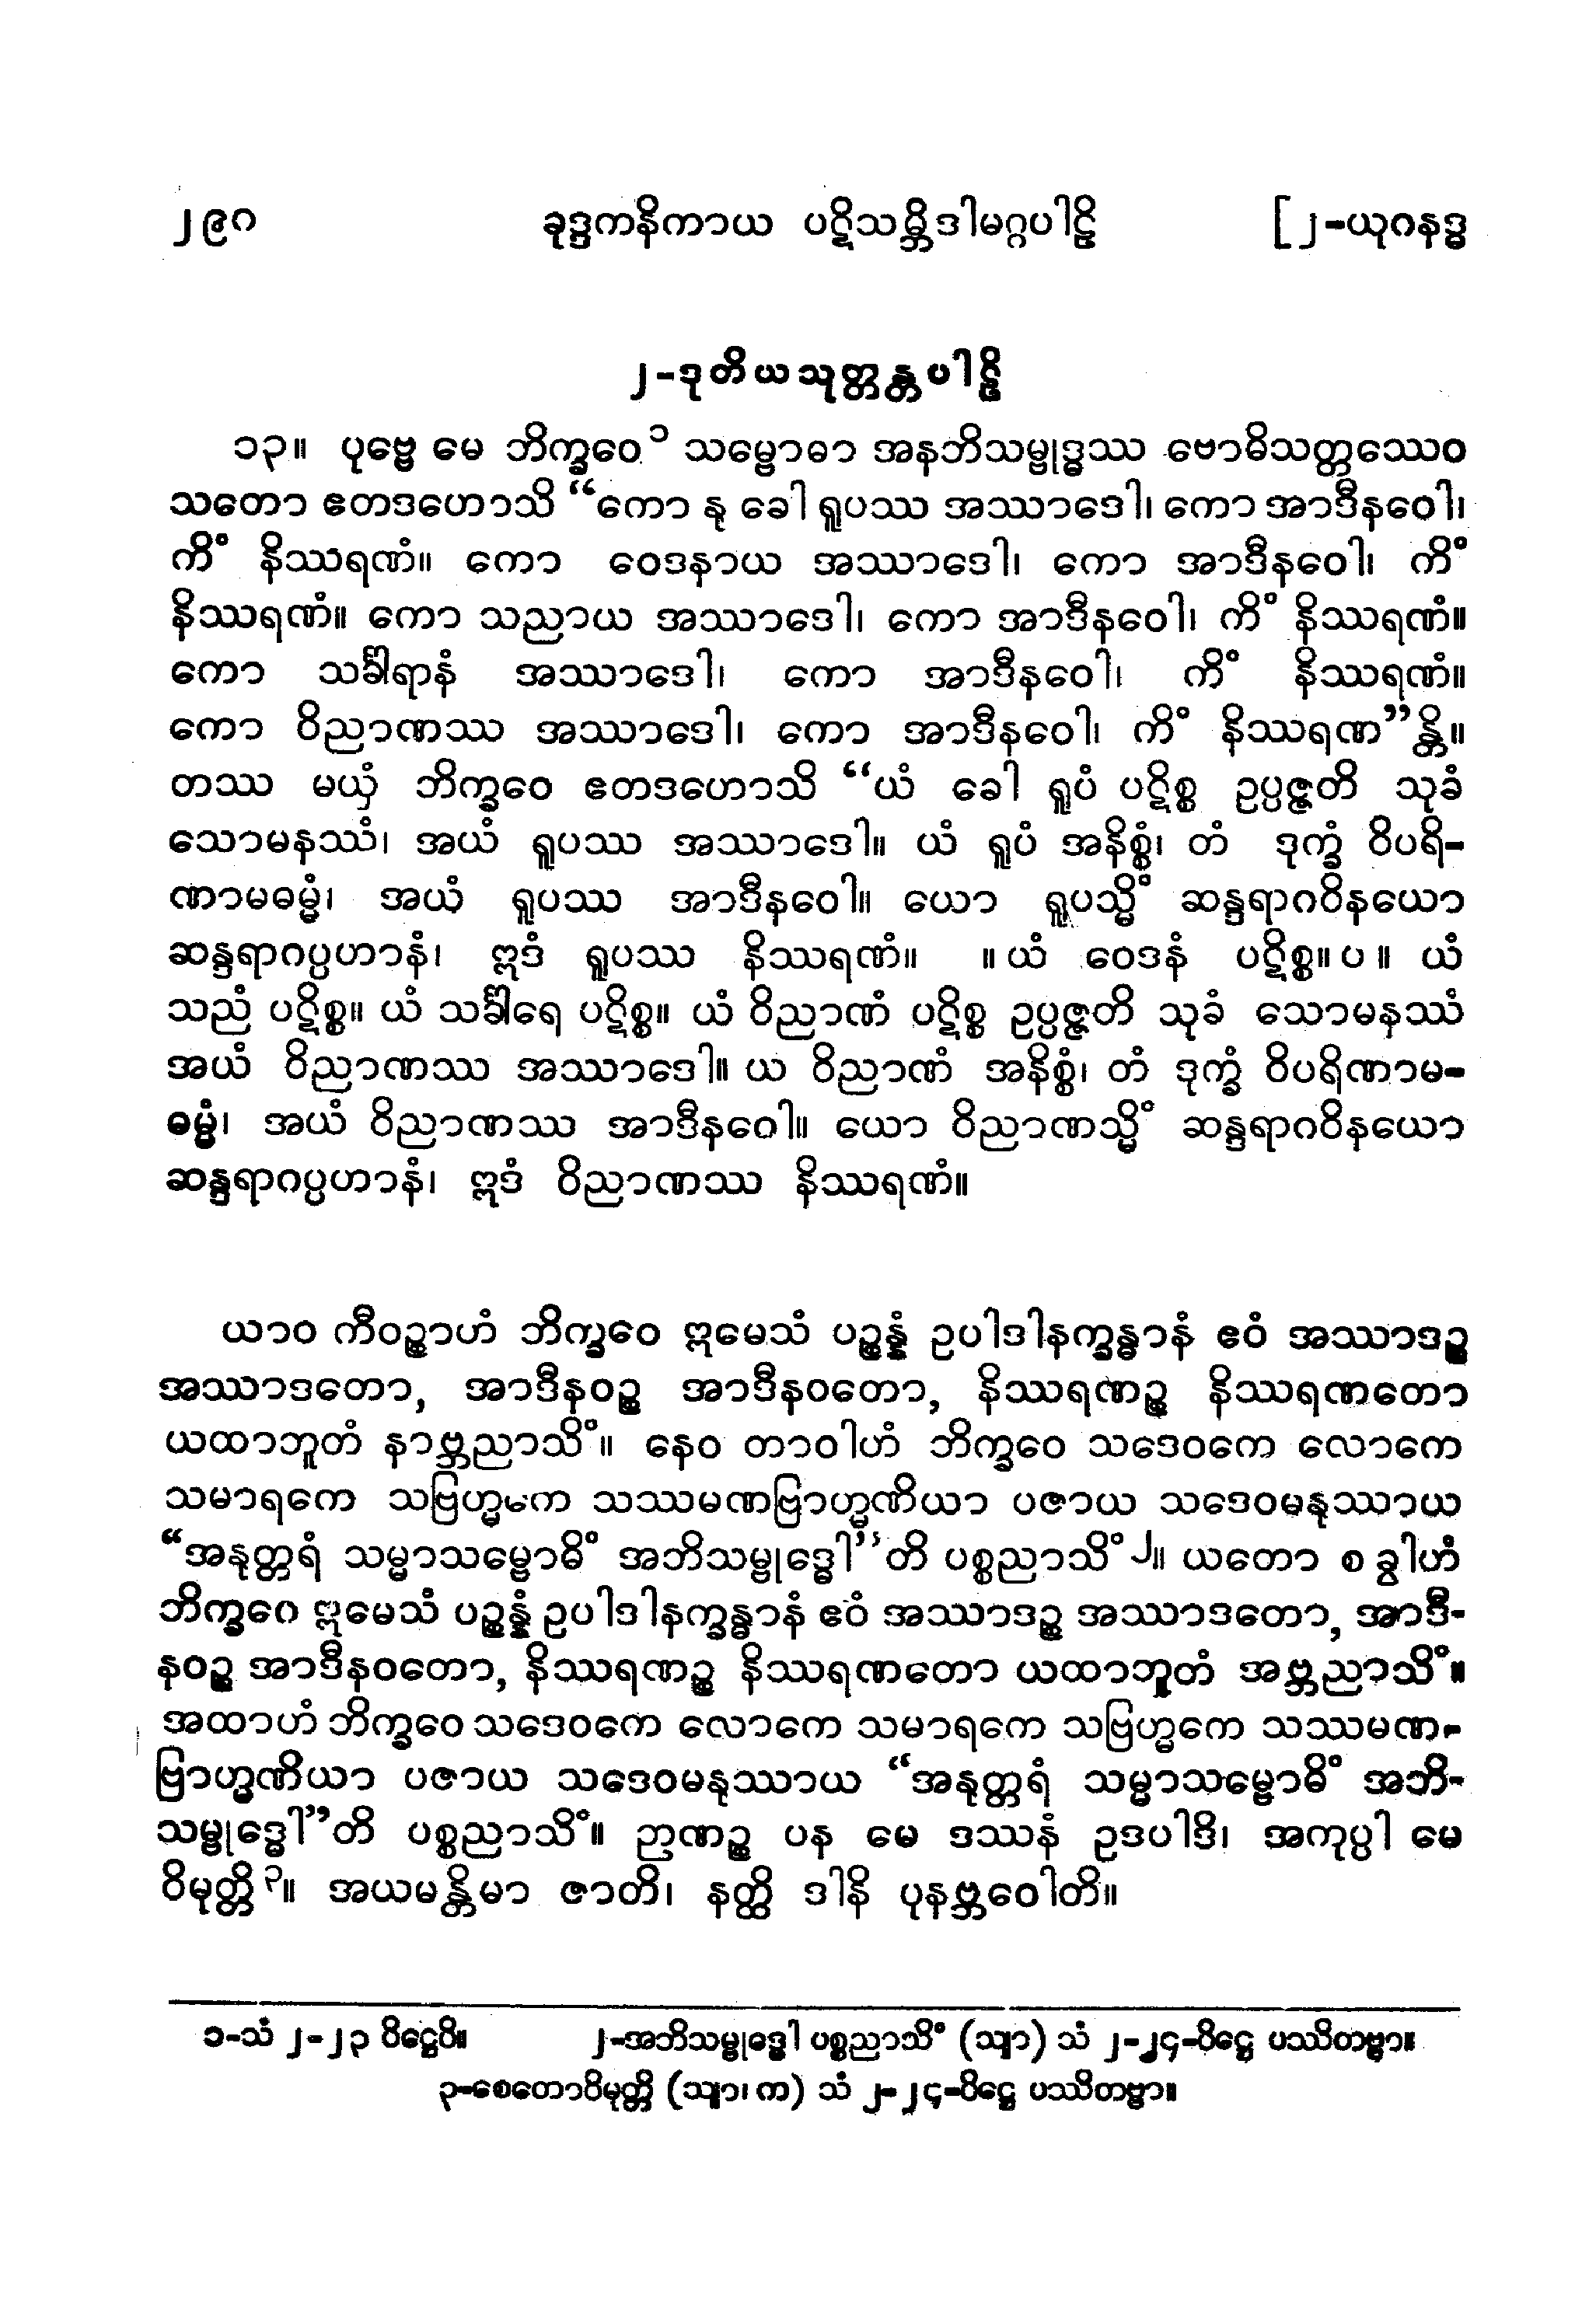 ၂၉ဂ ခုဒ္ဒကနိကာယ ပဋိသမ္ဘိဒါမဂ္ဂပါဠိ [၂-ယုဂနဒ္ဓ
၂-ဒုတိယသုတ္တန္တပါဠိ
၁၃။ ပုဗ္ဗေ မေ ဘိက္ခဝေ၁ သမ္ဗောဓာ အနဘိသမ္ဗုဒ္ဓဿ ဗောဓိသတ္တဿေဝ
သတော ဧတဒဟောသိ “ကော နု ခေါ ရူပဿ အဿာဒေါ၊ ကော အာဒီနဝေါ၊
ကိံ နိဿရဏံ။ ကော ဝေဒနာယ အဿာဒေါ၊ ကော အာဒီနဝေါ၊ ကိံ
နိဿရဏံ။ ကော သညာယ အဿာဒေါ၊ ကော အာဒီနဝေါ၊ ကိံ နိဿရဏံ။
ကော သင်္ခါရာနံ အဿာဒေါ၊ ကော အာဒီနဝေါ၊ ကိံ နိဿရဏံ။
ကော ဝိညာဏဿ အဿာဒေါ၊ ကော အာဒီနဝေါ၊ ကိံ နိဿရဏ”န္တိ။
တဿ မယှံ ဘိက္ခဝေ ဧတဒဟောသိ “ယံ ခေါ ရူပံ ပဋိစ္စ ဥပ္ပဇ္ဇတိ သုခံ
သောမနဿံ၊ အယံ ရူပဿ အဿာဒေါ။ ယံ ရူပံ အနိစ္စံ၊ တံ ဒုက္ခံ ဝိပရိ-
ဏာမဓမ္မံ၊ အယံ ရူပဿ အာဒီနဝေါ။ ယော ရူပသ္မိံ ဆန္ဒရာဂဝိနယော
ဆန္ဒရာဂပ္ပဟာနံ၊ ဣဒံ ရူပဿ နိဿရဏံ။ ။ ယံ ဝေဒနံ ပဋိစ္စ။ ပ ။ ယံ
သညံ ပဋိစ္စ။ ယံ သင်္ခါရေ ပဋိစ္စ။ ယံ ဝိညာဏံ ပဋိစ္စ ဥပ္ပဇ္ဇတိ သုခံ သောမနဿံ
အယံ ဝိညာဏဿ အဿာဒေါ။ ယ ဝိညာဏံ အနိစ္စံ၊ တံ ဒုက္ခံ ဝိပရိဏာမ-
ဓမ္မံ၊ အယံ ဝိညာဏဿ အာဒီနဝေါ။ ယော ဝိညာဏသ္မိံ ဆန္ဒရာဂဝိနယော
ဆန္ဒရာဂပ္ပဟာနံ၊ ဣဒံ ဝိညာဏဿ နိဿရဏံ။
ယာဝ ကီဝဉ္စာဟံ ဘိက္ခဝေ ဣမေသံ ပဉ္စန္နံ ဥပါဒါနက္ခန္ဓာနံ ဧဝံ အဿာဒဉ္စ
အဿာဒတော, အာဒီနဝဉ္စ အာဒီနဝတော, နိဿရဏဉ္စ နိဿရဏတော
ယထာဘူတံ နာဗ္ဘညာသိံ။ နေဝ တာဝါဟံ ဘိက္ခဝေ သဒေဝကေ လောကေ
သမာရကေ သဗြဟ္မကေ သဿမဏဗြာဟ္မဏိယာ ပဇာယ သဒေဝမနုဿာယ
“အနုတ္တရံ သမ္မာသမ္ဗောဓိံ အဘိသမ္ဗုဒ္ဓေါ”တိ ပစ္စညာသိံ၂။ ယတော စ ခွါဟံ
ဘိက္ခဝေ ဣမေသံ ပဉ္စန္နံ ဥပါဒါနက္ခန္ဓာနံ ဧဝံ အဿာဒဉ္စ အဿာဒတော, အာဒီ-
နဝဉ္စ အာဒီနဝတော, နိဿရဏဉ္စ နိဿရဏတော ယထာဘူတံ အဗ္ဘညာသိံ။
အထာဟံ ဘိက္ခဝေ သဒေဝကေ လောကေ သမာရကေ သဗြဟ္မကေ သဿမဏ-
ဗြာဟ္မဏိယာ ပဇာယ သဒေဝမနုဿာယ “အနုတ္တရံ သမ္မာသမ္ဗောဓိံ အဘိ-
သမ္ဗုဒ္ဓေါ”တိ ပစ္စညာသိံ။ ဉာဏဉ္စ ပန မေ ဒဿနံ ဥဒပါဒိ၊ အကုပ္ပါ မေ
ဝိမုတ္တိ၃။ အယမန္တိမာ ဇာတိ၊ နတ္ထိ ဒါနိ ပုနဗ္ဘဝေါတိ။
၁-သံ ၂-၂၃ ပိဋ္ဌေပိ။ ၂-အဘိသမ္ဗုဒ္ဓေါ ပစ္စညာသိံ (သျာ) သံ ၂-၂၄-ပိဋ္ဌေ ပဿိတဗ္ဗာ။
၃-စေတောဝိမုတ္တိ (သျာ၊ က) သံ ၂-၂၄-ပိဋ္ဌေ ပဿိတဗ္ဗာ။